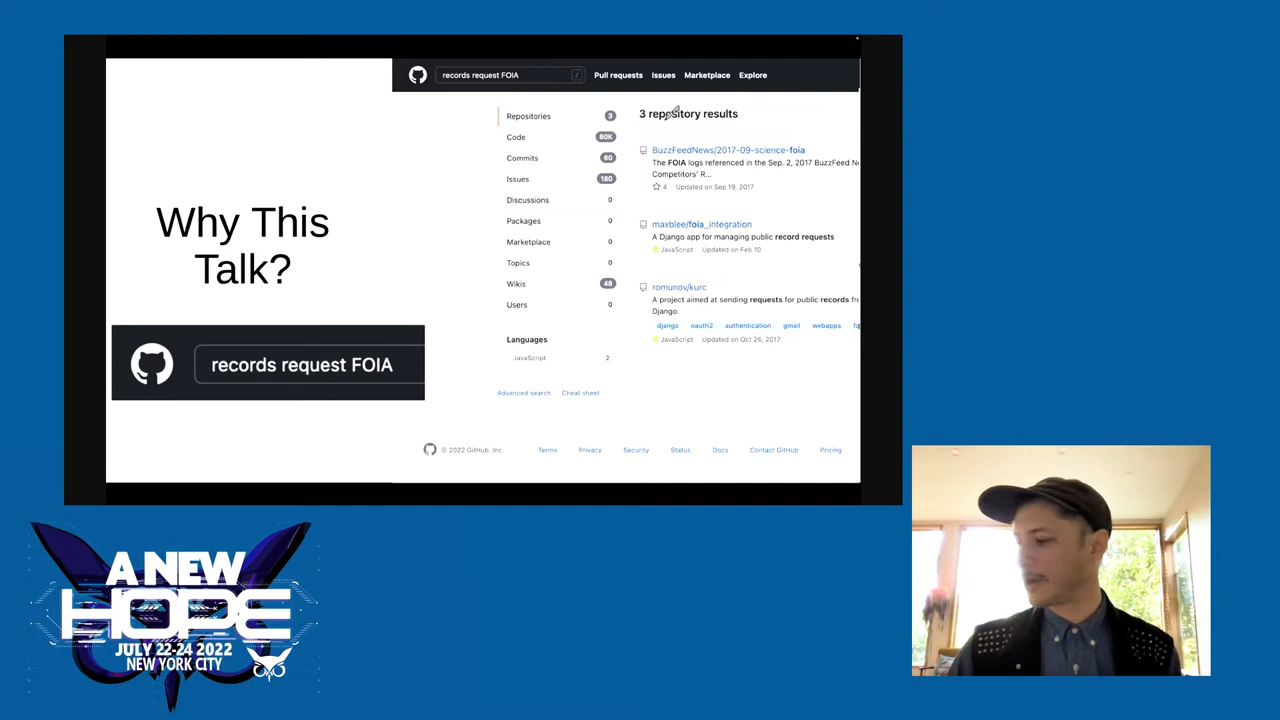 Why This
Talk?
records request FOIA
records request FOIA
/
Pull requests
Issues
Marketplace
Explore
Repositories
3
Code
80K
Commits
60
Issues
180
Discussions
0
Packages
0
Marketplace
0
Topics
0
Wikis
48
Users
0
Languages
JavaScript
2
Advanced search
Cheat sheet
3 repository results
BuzzFeedNews/2017-09-science-foia
The FOIA logs referenced in the Sep. 2, 2017 BuzzFeed
Competitors' R...
4
Updated on Sep 19, 2017
maxblee/foia_integration
A Django app for managing public record requests
JavaScript
Updated on Feb 10
romunov/kurc
A project aimed at sending requests for public records
Django.
django
oauth2
authentication
gmail
webapps
JavaScript
Updated on Oct 26, 2017
© 2022 GitHub, Inc.
Terms
Privacy
Security
Status
Docs
Contact GitHub
Pricing
A NEW
HOPE
JULY 22-24 2022
NEW YORK CITY